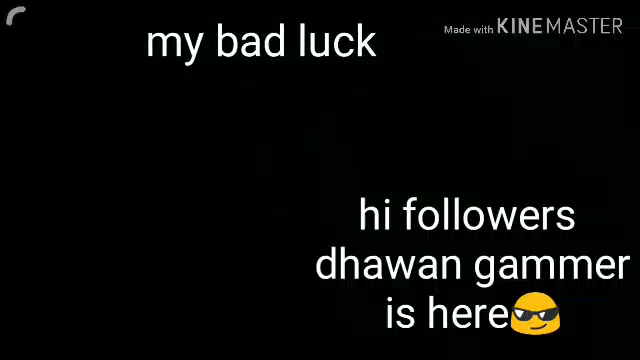 my bad luck
Made with KINEMASTER
hi followers
dhawan gammer
is here😎